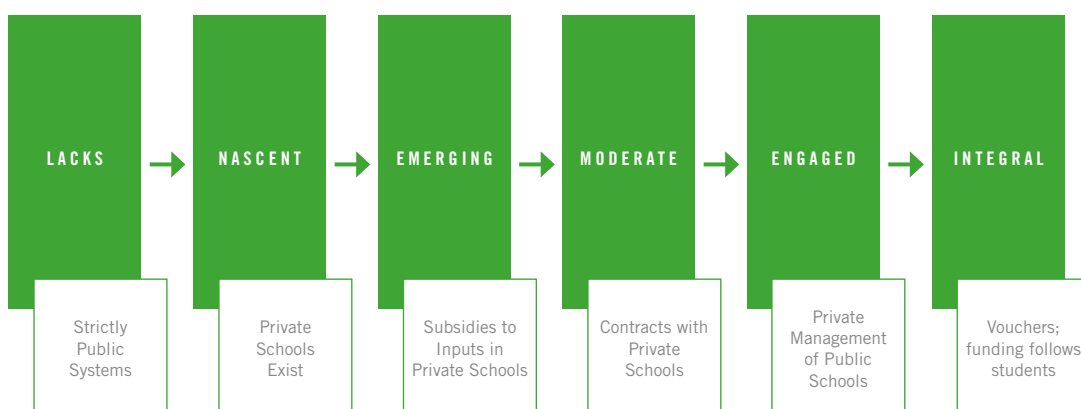 LACKS
NASCENT
EMERGING
MODERATE
ENGAGED
INTEGRAL
Strictly
Public
Systems
Private
Schools
Exist
Subsidies to
Inputs in
Private Schools
Contracts with
Private
Schools
Private
Management
of Public
Schools
Vouchers;
funding follows
students